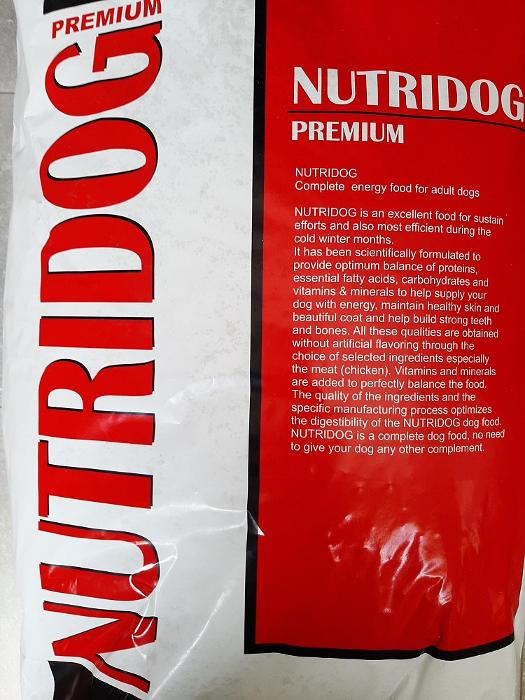 PREMIUM
NUTRIDOG
NUTRIDOG
PREMIUM
NUTRIDOG
Complete energy food for adult dogs
NUTRIDOG is an excellent food for sustain
efforts and also most efficient during the
cold winter months.
It has been scientifically formulated to
provide optimum balance of proteins,
essential fatty acids, carbohydrates and
vitamins & minerals to help supply your
dog with energy, maintain healthy skin and
beautiful coat and help build strong teeth
and bones. All these qualities are obtained
without artificial flavoring through the
choice of selected ingredients especially
the meat (chicken). Vitamins and minerals
are added to perfectly balance the food.
The quality of the ingredients and the
specific manufacturing process optimizes
the digestibility of the NUTRIDOG dog food.
NUTRIDOG is a complete dog food, no need
to give your dog any other complement.